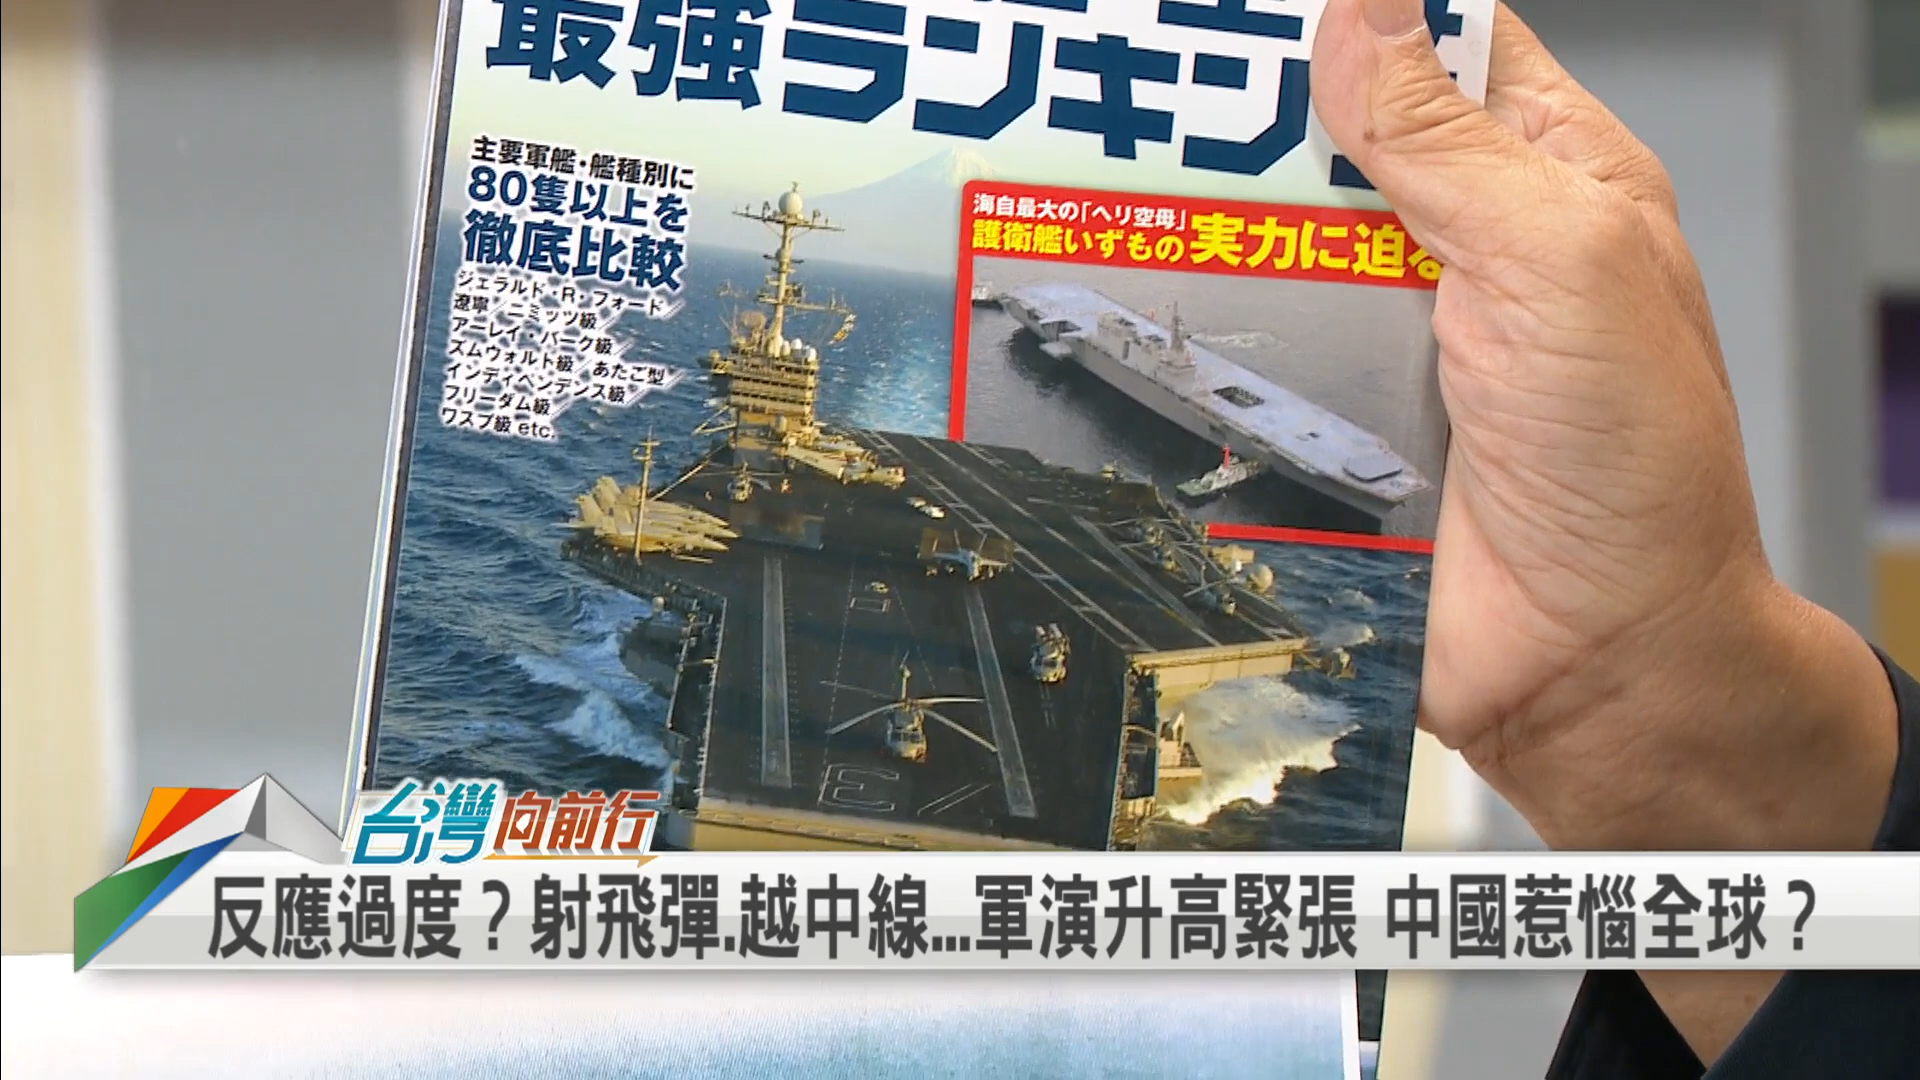 最強ランキン
主要軍艦・艦種別に
80隻以上を
徹底比較
ジェラルド・R・フォード／
遼寧／ニミッツ級／
アーレイ・バーク級／
ズムウォルト級／あたご型／
インディペンデンス級／
フリーダム級／
ワスプ級 etc.
海自最大の「ヘリ空母」
護衛艦いずもの 実力に迫る
3
台灣向前行
反應過度？射飛彈.越中線...軍演升高緊張 中國惹惱全球？